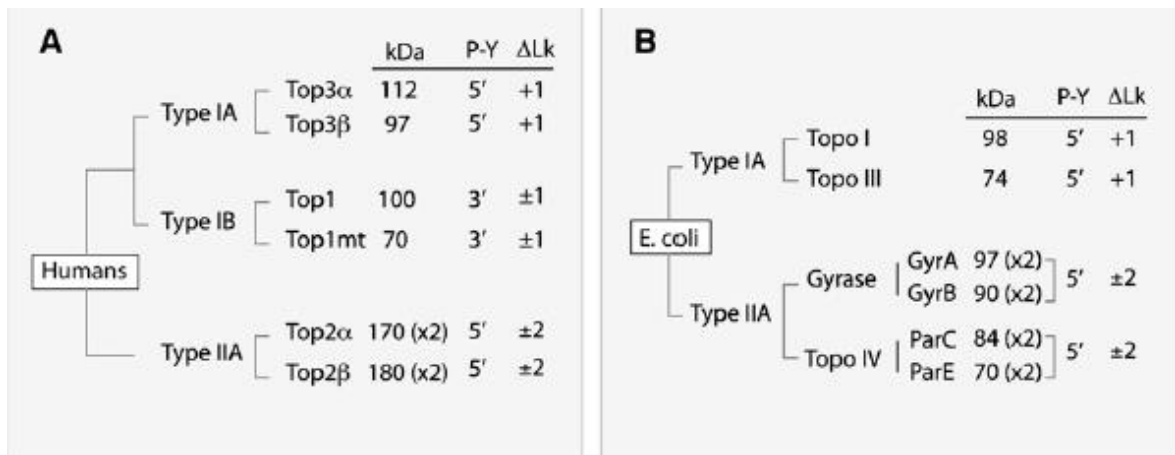 A
kDa P-Y ΔLk
Type IA
Top3α 112 5′ +1
Top3β 97 5′ +1
Type IB
Top1 100 3′ ±1
Top1mt 70 3′ ±1
Humans
Type IIA
Top2α 170 (x2) 5′ ±2
Top2β 180 (x2) 5′ ±2
B
kDa P-Y ΔLk
Type IA
Topo I 98 5′ +1
Topo III 74 5′ +1
E. coli
Type IIA
Gyrase
GyrA 97 (x2)
GyrB 90 (x2)
5′ ±2
Topo IV
ParC 84 (x2)
ParE 70 (x2)
5′ ±2